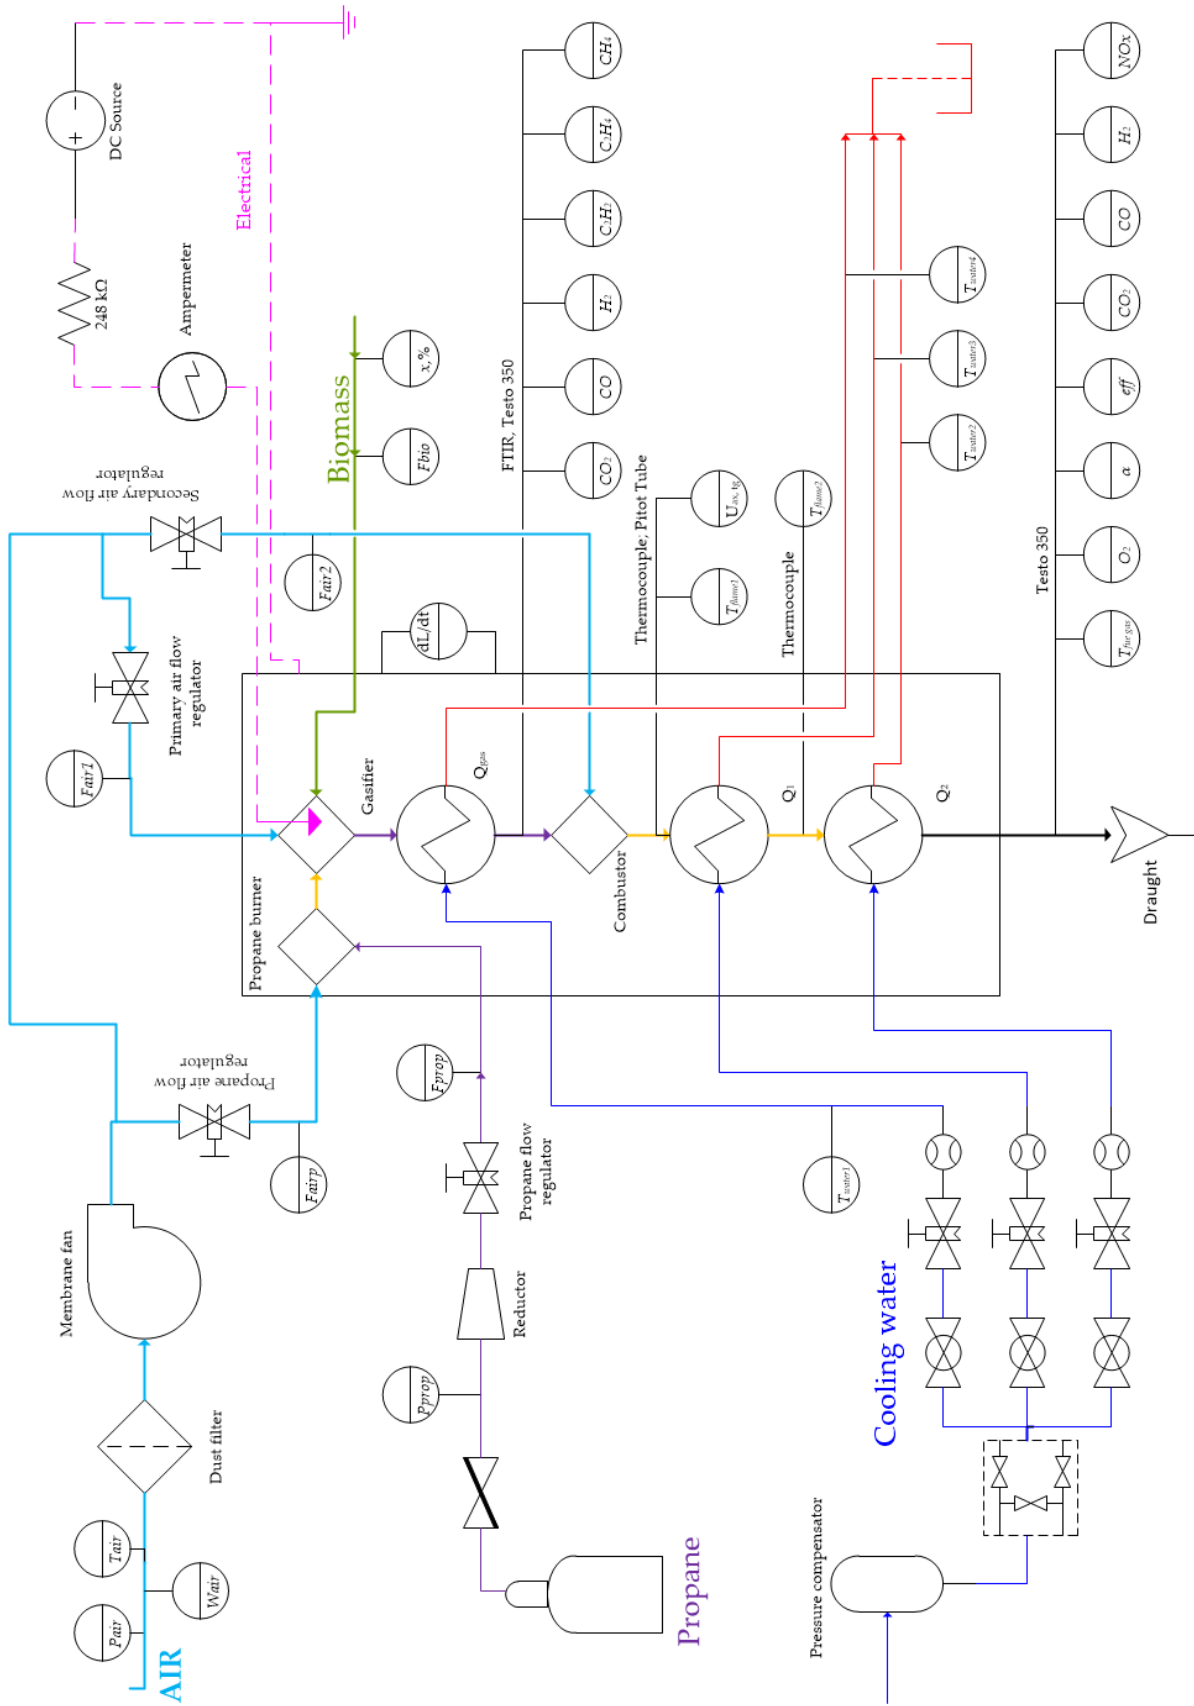 AIR
Pair
Tair
Wair
Dust filter
Membrane fan
Propane air flow
regulator
Fairp
Fair1
Primary air flow
regulator
Secondary air flow
regulator
Fair2
DC Source
+
−
248 kΩ
Ampermeter
Electrical
Biomass
Fbio
x,%
dL/dt
Propane burner
Gasifier
Qgas
Combustor
Q1
Q2
FTIR, Testo 350
CO2
CO
H2
C2H2
C2H4
CH4
Thermocouple; Pitot Tube
Tflame1
Uax, tg
Thermocouple
Tflame2
Twater2
Twater3
Twater4
Testo 350
Tfue gas
O2
α
eff
CO2
CO
H2
NOx
Draught
Propane
Pprop
Reductor
Propane flow
regulator
Fprop
Cooling water
Pressure compensator
Twater1